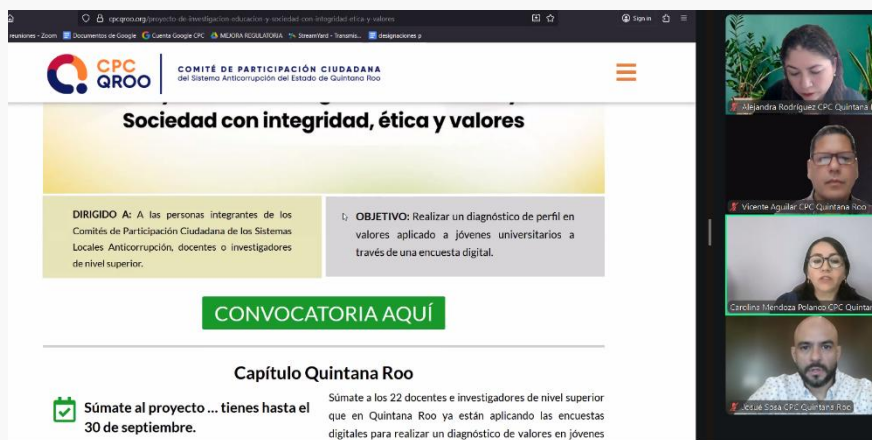 cpcqroo.org/proyecto-de-investigacion-educacion-y-sociedad-con-integridad-etica-y-valores
Sign in
reuniones - Zoom Documentos de Google Cuenta Google CPC MEJORA REGULATORIA StreamYard - Transmis... designaciones p
CPC
QROO
COMITÉ DE PARTICIPACIÓN CIUDADANA
del Sistema Anticorrupción del Estado de Quintana Roo
Sociedad con integridad, ética y valores
DIRIGIDO A: A las personas integrantes de los
Comités de Participación Ciudadana de los Sistemas
Locales Anticorrupción, docentes o investigadores
de nivel superior.
OBJETIVO: Realizar un diagnóstico de perfil en
valores aplicado a jóvenes universitarios a
través de una encuesta digital.
CONVOCATORIA AQUÍ
Capítulo Quintana Roo
Súmate al proyecto ... tienes hasta el
30 de septiembre.
Súmate a los 22 docentes e investigadores de nivel superior
que en Quintana Roo ya están aplicando las encuestas
digitales para realizar un diagnóstico de valores en jóvenes
Alejandra Rodríguez CPC Quintana
Vicente Aguilar CPC Quintana Roo
Carolina Mendoza Polanco CPC Quintan
Josué Sosa CPC Quintana Roo